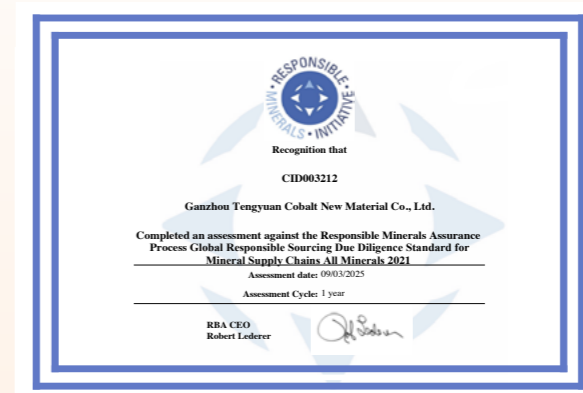 RESPONSIBLE MINERALS • INITIATIVE •
Recognition that
CID003212
Ganzhou Tengyuan Cobalt New Material Co., Ltd.
Completed an assessment against the Responsible Minerals Assurance
Process Global Responsible Sourcing Due Diligence Standard for
Mineral Supply Chains All Minerals 2021
Assessment date: 09/03/2025
Assessment Cycle: 1 year
RBA CEO
Robert Lederer